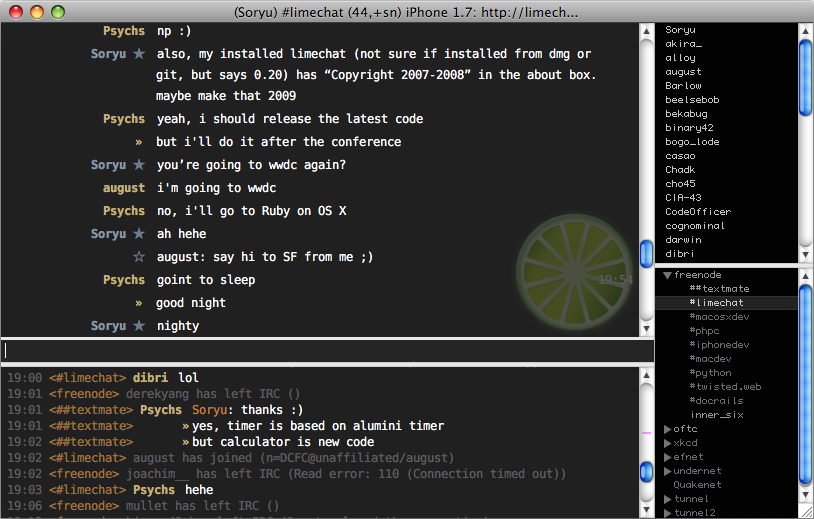 (Soryu) #limechat (44,+sn) iPhone 1.7: http://limech...
Psychs np :)
Soryu ★ also, my installed limechat (not sure if installed from dmg or
git, but says 0.20) has “Copyright 2007-2008” in the about box.
maybe make that 2009
Psychs yeah, i should release the latest code
» but i'll do it after the conference
Soryu ★ you’re going to wwdc again?
august i'm going to wwdc
Psychs no, i'll go to Ruby on OS X
Soryu ★ ah hehe
☆ august: say hi to SF from me ;)
19:54
Psychs goint to sleep
» good night
Soryu ★ nighty
19:00 <#limechat> dibri lol
19:01 <freenode> derekyang has left IRC ()
19:01 <##textmate> Psychs Soryu: thanks :)
19:01 <##textmate> » yes, timer is based on alumini timer
19:02 <##textmate> » but calculator is new code
19:02 <#limechat> august has joined (n=DCFC@unaffiliated/august)
19:02 <freenode> joachim__ has left IRC (Read error: 110 (Connection timed out))
19:03 <#limechat> Psychs hehe
19:06 <freenode> mullet has left IRC ()
Soryu
akira_
alloy
august
Barlow
beelsebob
bekabug
binary42
bogo_lode
casao
Chadk
cho45
CIA-43
CodeOfficer
cognominal
darwin
dibri
freenode
##textmate
#limechat
#macosxdev
#phpc
#iphonedev
#macdev
#python
#twisted.web
#docrails
inner_six
oftc
xkcd
efnet
undernet
Quakenet
tunnel
tunnel2